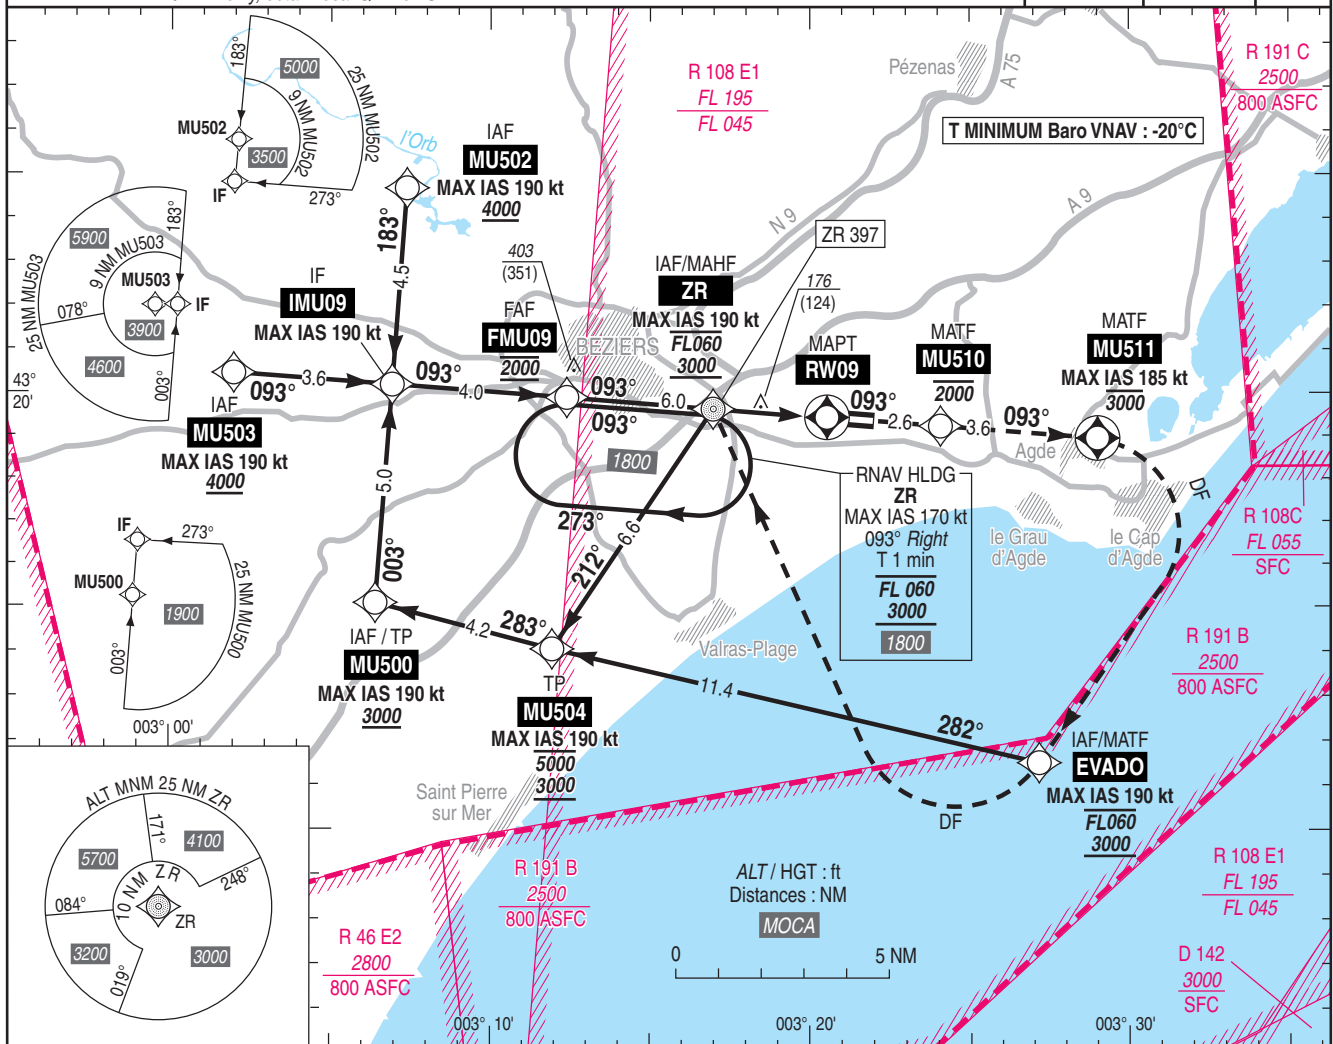 183°
5000
25 NM MU502
9 NM MU502
MU502
3500
IF
273°
l'Orb
IAF
MU502
MAX IAS 190 kt
4000
R 108 E1
FL 195
FL 045
Pézenas
A 75
T MINIMUM Baro VNAV : -20°C
R 191 C
2500
800 ASFC
N 9
A 9
5900
9 NM MU503
183°
25 NM MU503
MU503
IF
078°
3900
4600
003°
43°
20'
183°
4.5
IF
IMU09
MAX IAS 190 kt
403
(351)
FAF
FMU09
2000
BEZIERS
IAF/MAHF
ZR
MAX IAS 190 kt
FL060
3000
ZR 397
176
(124)
MAPT
RW09
MATF
MU510
2000
MATF
MU511
MAX IAS 185 kt
3000
093°
3.6
093°
4.0
093°
6.0
093°
093°
2.6
3.6
093°
IAF
MU503
MAX IAS 190 kt
4000
1800
273°
5.0
003°
6.6
212°
RNAV HLDG
ZR
MAX IAS 170 kt
093° Right
T 1 min
FL 060
3000
1800
Agde
le Grau
d'Agde
le Cap
d'Agde
DF
R 108C
FL 055
SFC
IF
273°
MU500
1900
25 NM MU500
003°
003° 00'
IAF / TP
MU500
MAX IAS 190 kt
3000
4.2
283°
TP
MU504
MAX IAS 190 kt
5000
3000
Valras-Plage
11.4
282°
R 191 B
2500
800 ASFC
IAF/MATF
EVADO
MAX IAS 190 kt
FL060
3000
DF
Saint Pierre
sur Mer
ALT MNM 25 NM ZR
171°
4100
5700
248°
10 NM ZR
084°
ZR
3200
3000
019°
R 191 B
2500
800 ASFC
R 46 E2
2800
800 ASFC
ALT / HGT : ft
Distances : NM
MOCA
0
5 NM
R 108 E1
FL 195
FL 045
D 142
3000
SFC
003° 10'
003° 20'
003° 30'